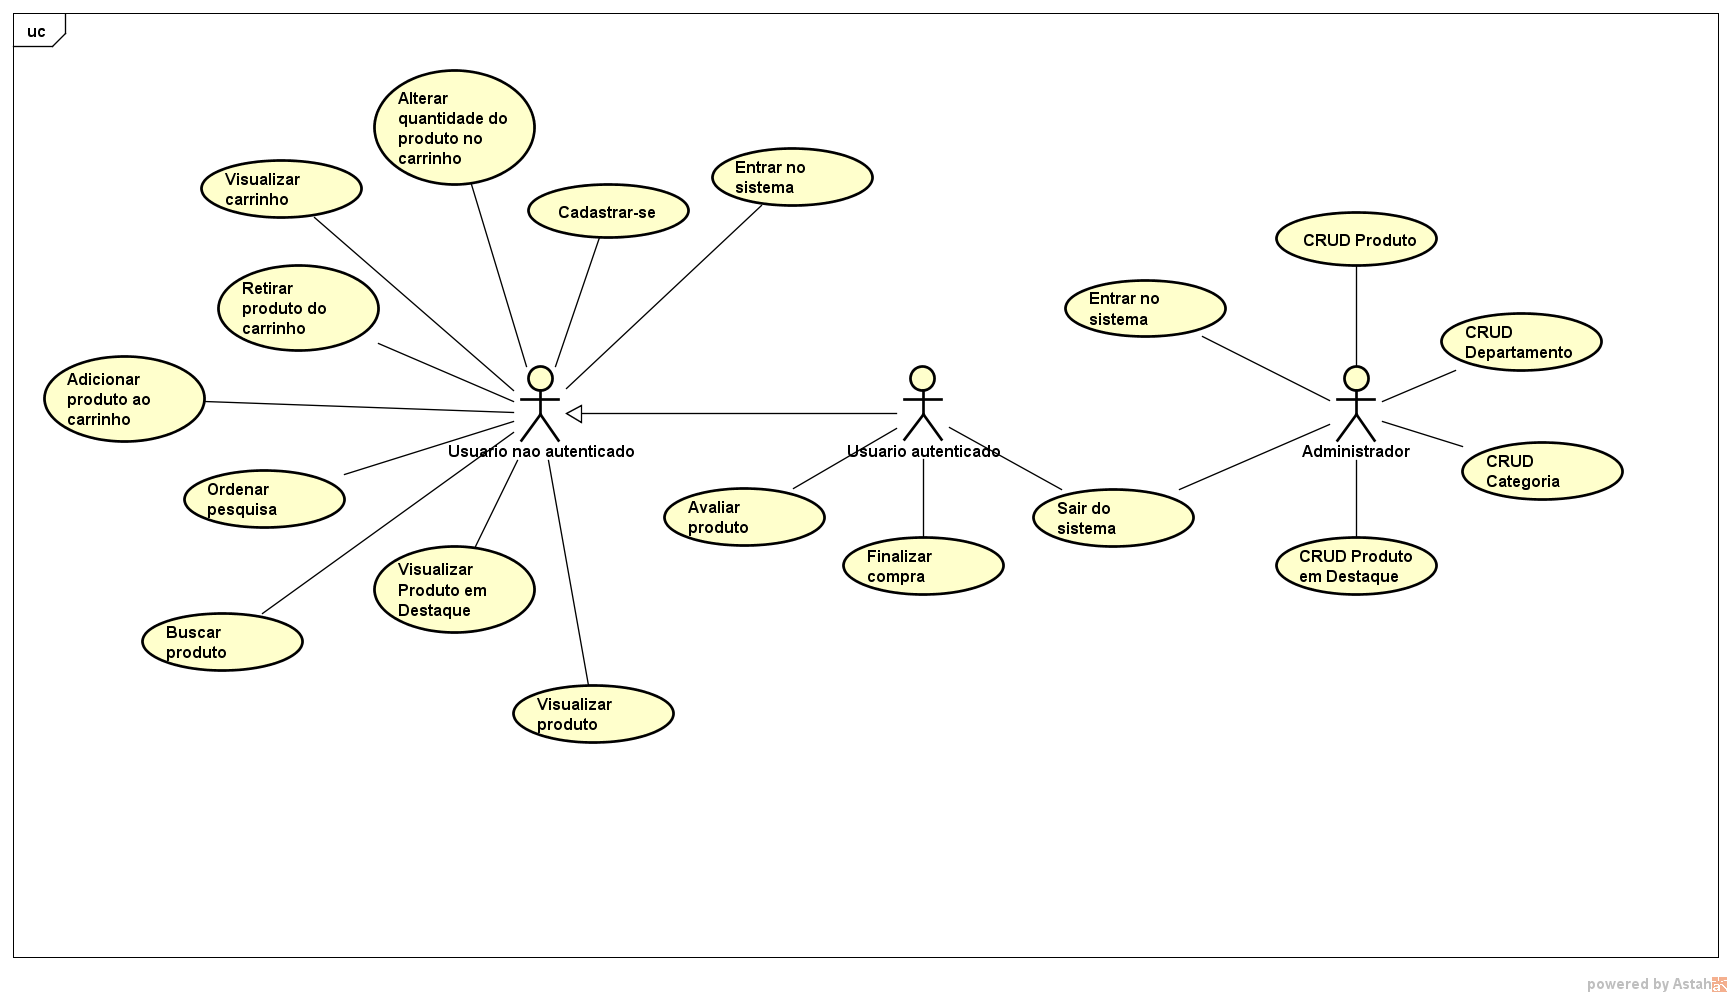 uc
Alterar
quantidade do
produto no
carrinho
Visualizar
carrinho
Entrar no
sistema
Cadastrar-se
CRUD Produto
Retirar
produto do
carrinho
Entrar no
sistema
CRUD
Departamento
Adicionar
produto ao
carrinho
Usuario nao autenticado
Usuario autenticado
Administrador
CRUD
Categoria
Ordenar
pesquisa
Avaliar
produto
Sair do
sistema
Finalizar
compra
CRUD Produto
em Destaque
Visualizar
Produto em
Destaque
Buscar
produto
Visualizar
produto
powered by Astah